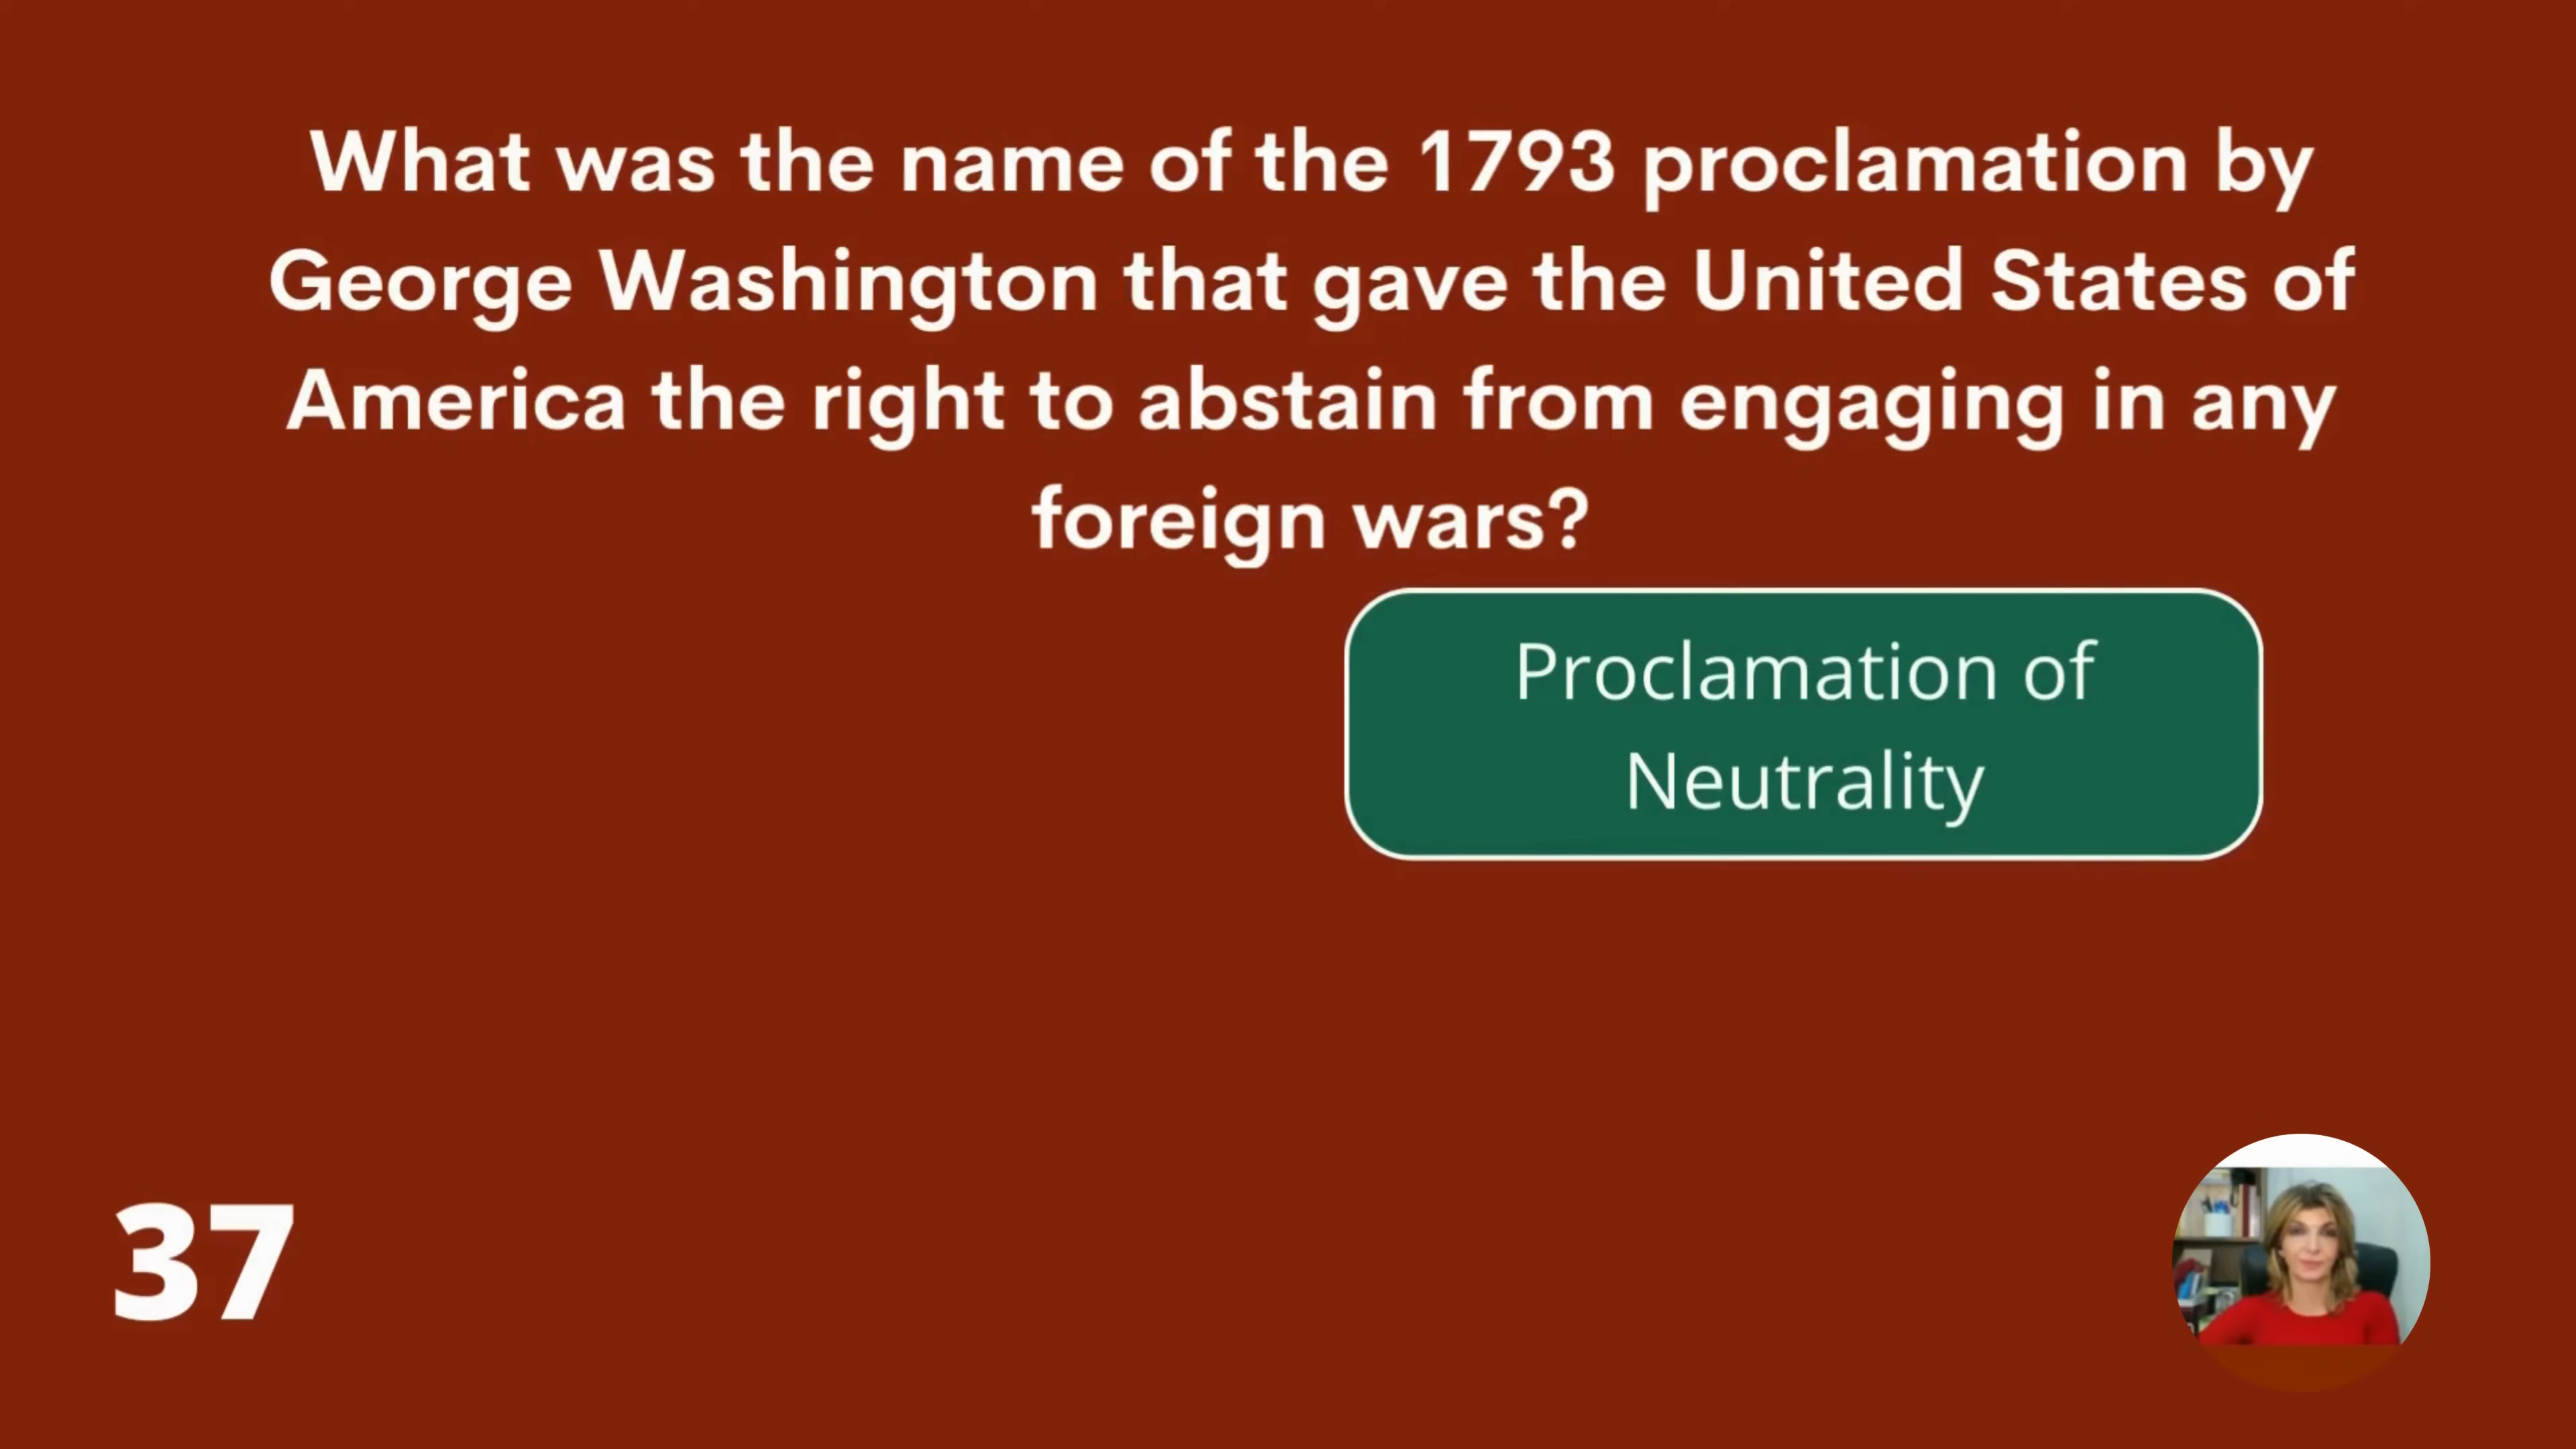 What was the name of the 1793 proclamation by
George Washington that gave the United States of
America the right to abstain from engaging in any
foreign wars?
Proclamation of
Neutrality
37